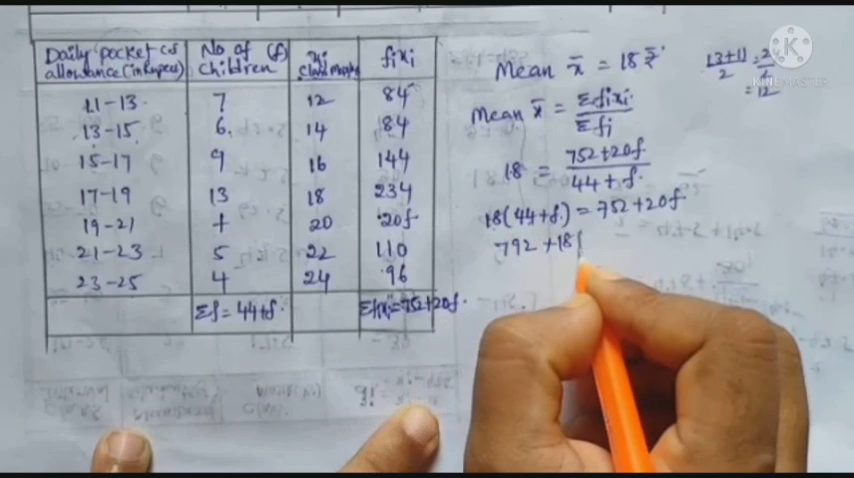 Daily pocket No of (f) xi fixi
allowance (in Rupees) children class marks
11-13 7 12 84
13-15 6 14 84
15-17 9 16 144
17-19 13 18 234
19-21 f 20 20f
21-23 5 22 110
23-25 4 24 96
Σf = 44+f Σfixi = 752+20f
Mean x̄ = 18
Mean x̄ = Σfixi / Σfi
18 = 752+20f / 44+f
18(44+f) = 752+20f
792+18f
13+11 / 2
= 12
KINEMASTER